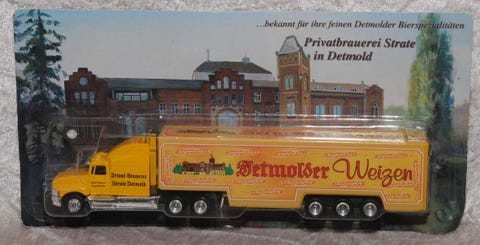 ...bekannt für ihre feinen Detmolder Bierspezialitäten
Privatbrauerei Strate
in Detmold
Detmolder Weizen
Privat-Brauerei
Strate Detmold